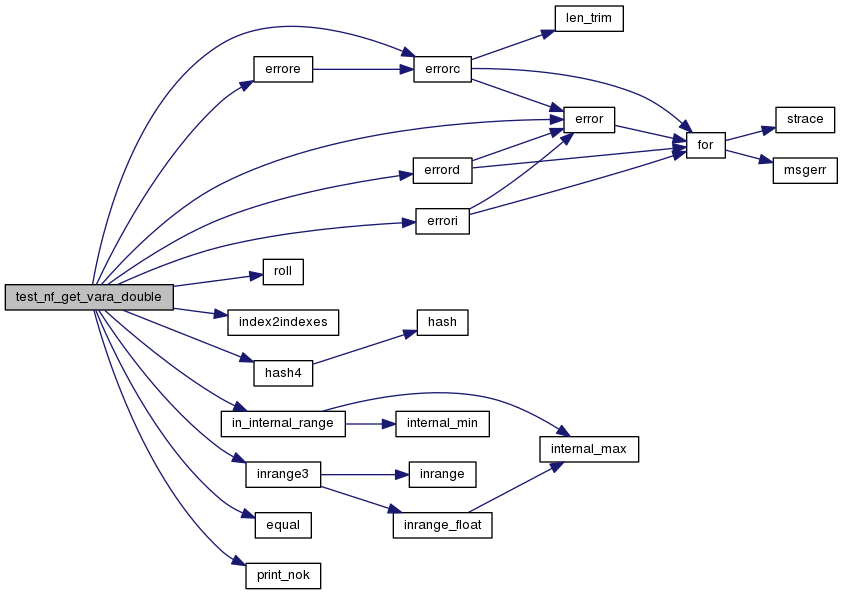 len_trim
errore
errorc
error
strace
for
msgerr
errord
errori
roll
test_nf_get_vara_double
index2indexes
hash
hash4
in_internal_range
internal_min
internal_max
inrange3
inrange
equal
inrange_float
print_nok